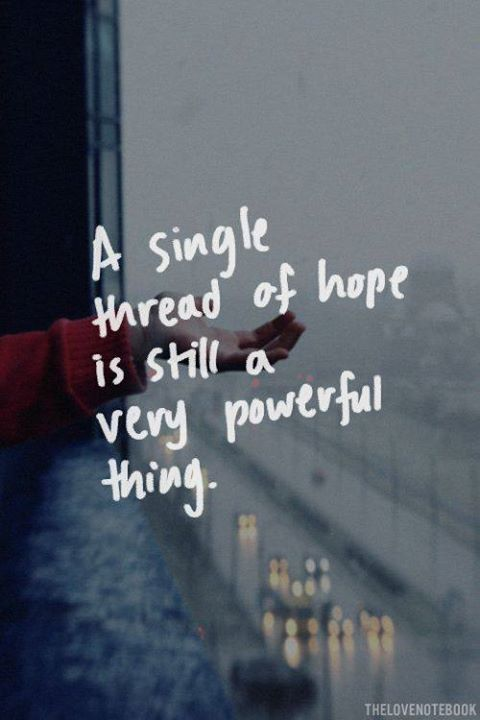 A single
thread of hope
is still a
very powerful
thing.
THELOVENOTEBOOK